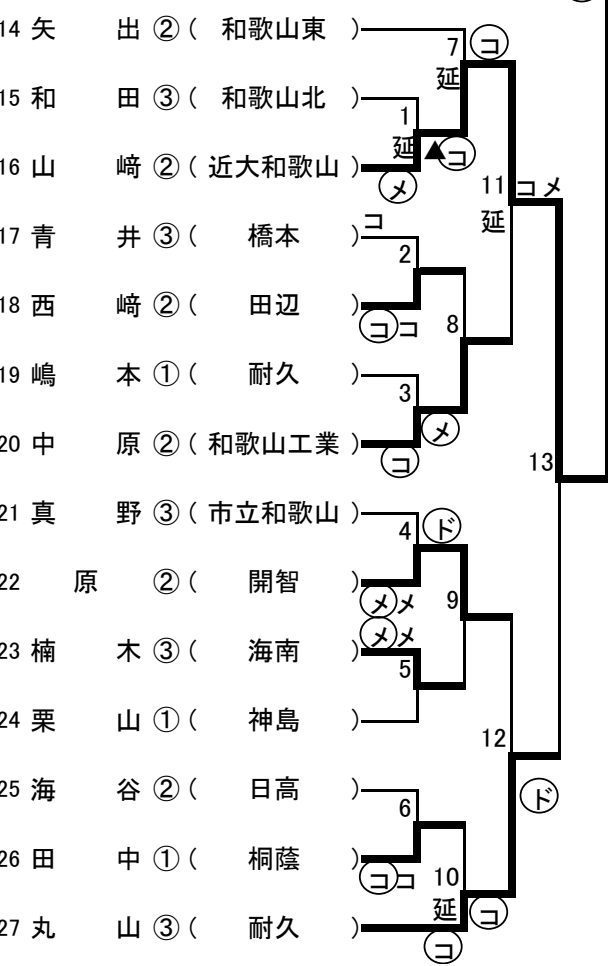 14 矢 出 ② ( 和歌山東 )
7 コ
延
15 和 田 ③ ( 和歌山北 )
1
延 ▲コ
16 山 﨑 ② ( 近大和歌山 )
メ
11 コメ
延
17 青 井 ③ ( 橋本 ) コ
2
18 西 﨑 ② ( 田辺 )
ココ 8
19 嶋 本 ① ( 耐久 )
3
メ
20 中 原 ② ( 和歌山工業 )
コ
13
21 真 野 ③ ( 市立和歌山 )
4 ド
22 原 ② ( 開智 )
メメ 9
メメ
23 楠 木 ③ ( 海南 )
5
24 栗 山 ① ( 神島 )
12
25 海 谷 ② ( 日高 )
6
ド
26 田 中 ① ( 桐蔭 )
ココ 10
延 コ
27 丸 山 ③ ( 耐久 )
コ